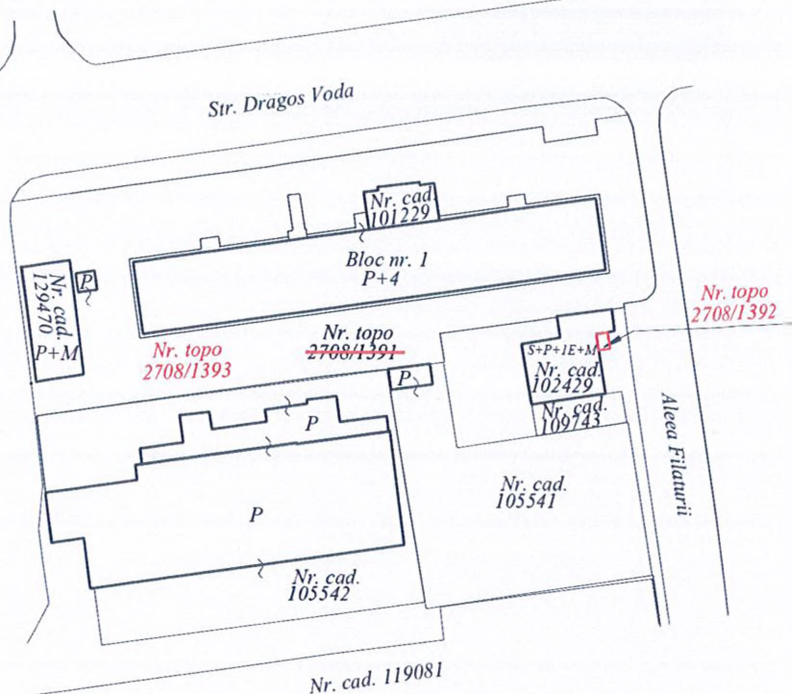 Str. Dragos Voda
Nr. cad.
101229
Bloc nr. 1
P+4
Nr. cad.
129470
P+M
P
Nr. topo
2708/1393
Nr. topo
2708/1391
Nr. topo
2708/1392
S+P+1E+M
Nr. cad.
102429
Nr. cad.
109743
P
P
P
Nr. cad.
105541
Aleea Filaturii
Nr. cad.
105542
Nr. cad. 119081